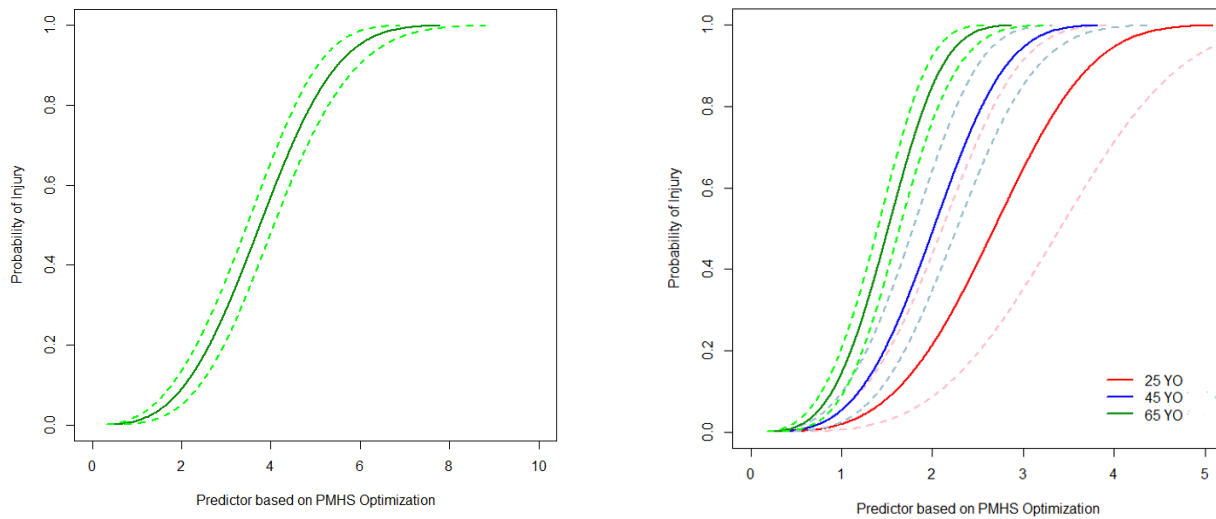 Probability of Injury
1.0
0.8
0.6
0.4
0.2
0.0
0 2 4 6 8 10
Predictor based on PMHS Optimization
Probability of Injury
1.0
0.8
0.6
0.4
0.2
0.0
25 YO
45 YO
65 YO
0 1 2 3 4 5
Predictor based on PMHS Optimization